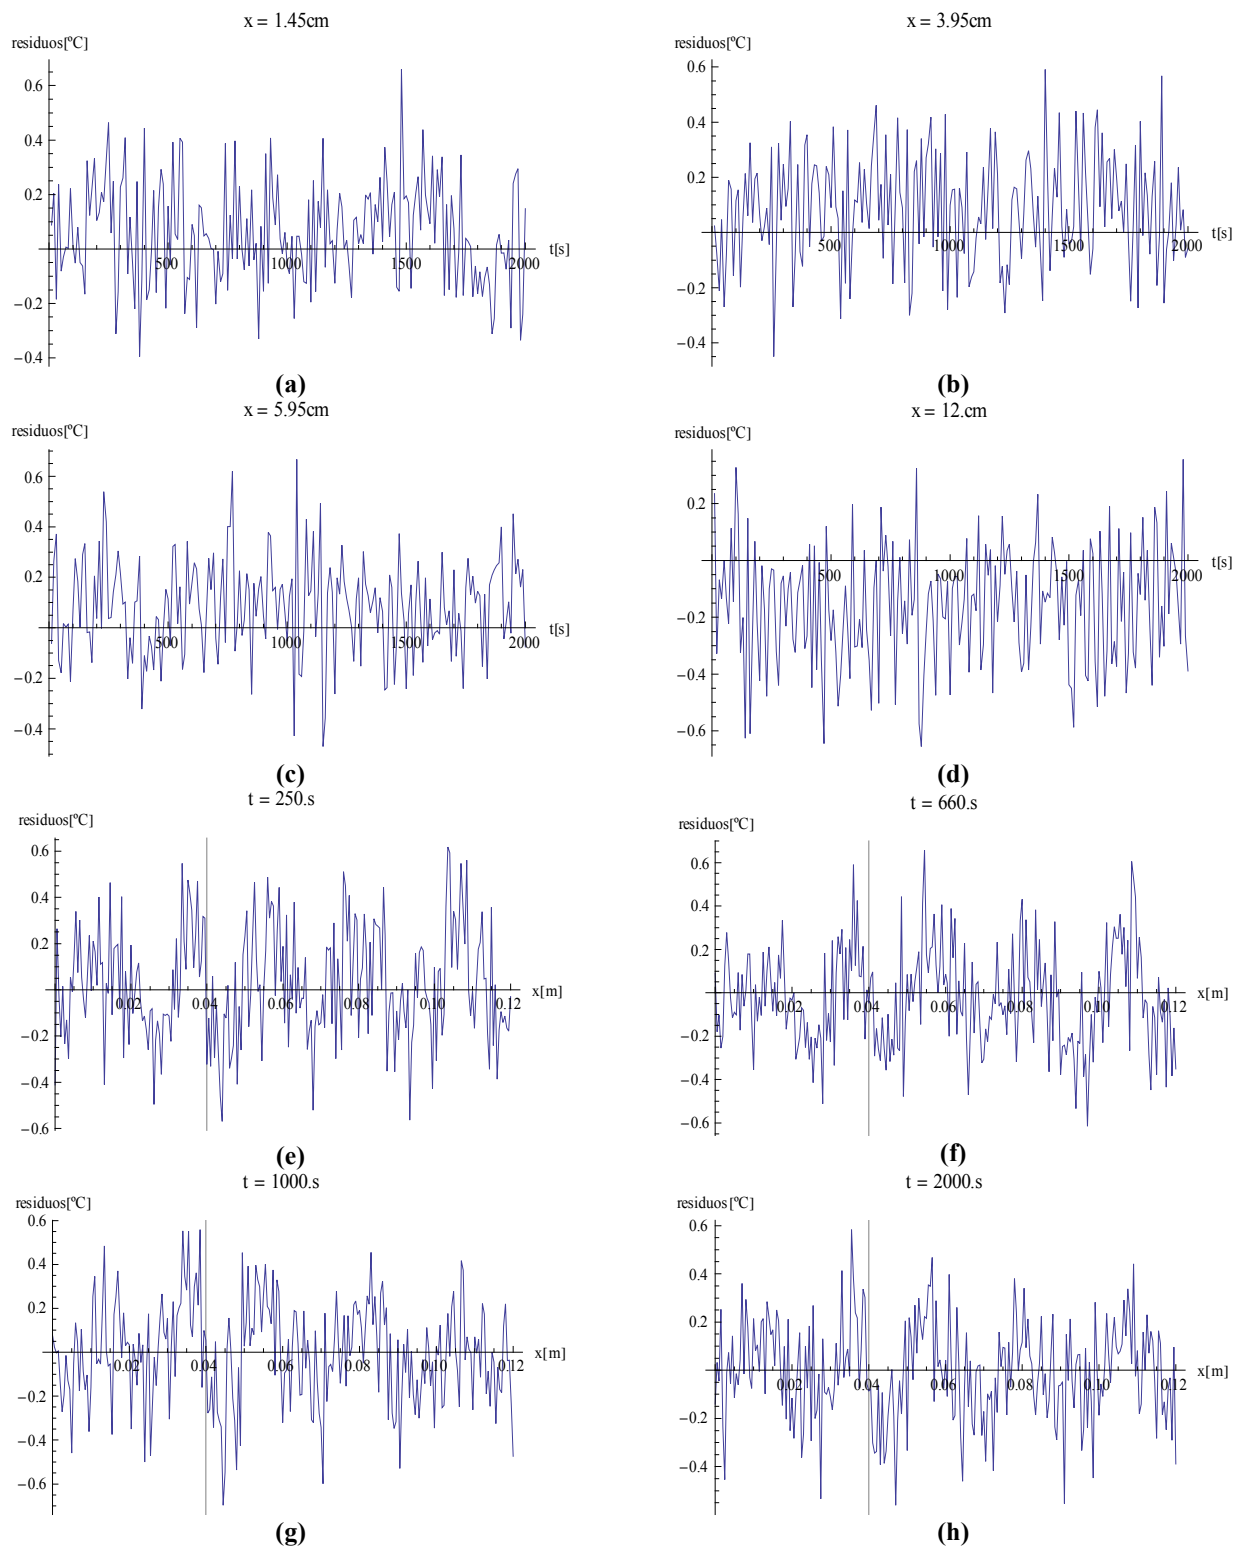 x = 1.45cm
residuos[ºC]
0.6
0.4
0.2
−0.2
−0.4
500
1000
1500
2000
t[s]
(a)
x = 3.95cm
residuos[ºC]
0.6
0.4
0.2
−0.2
−0.4
500
1000
1500
2000
t[s]
(b)
x = 5.95cm
residuos[ºC]
0.6
0.4
0.2
−0.2
−0.4
500
1000
1500
2000
t[s]
(c)
x = 12.cm
residuos[ºC]
0.2
−0.2
−0.4
−0.6
500
1000
1500
2000
t[s]
(d)
t = 250.s
residuos[ºC]
0.6
0.4
0.2
−0.2
−0.4
−0.6
0.02
0.04
0.06
0.08
0.10
0.12
x[m]
(e)
t = 660.s
residuos[ºC]
0.6
0.4
0.2
−0.2
−0.4
−0.6
0.02
0.04
0.06
0.08
0.10
0.12
x[m]
(f)
t = 1000.s
residuos[ºC]
0.6
0.4
0.2
−0.2
−0.4
−0.6
0.02
0.04
0.06
0.08
0.10
0.12
x[m]
(g)
t = 2000.s
residuos[ºC]
0.6
0.4
0.2
−0.2
−0.4
0.02
0.04
0.06
0.08
0.10
0.12
x[m]
(h)